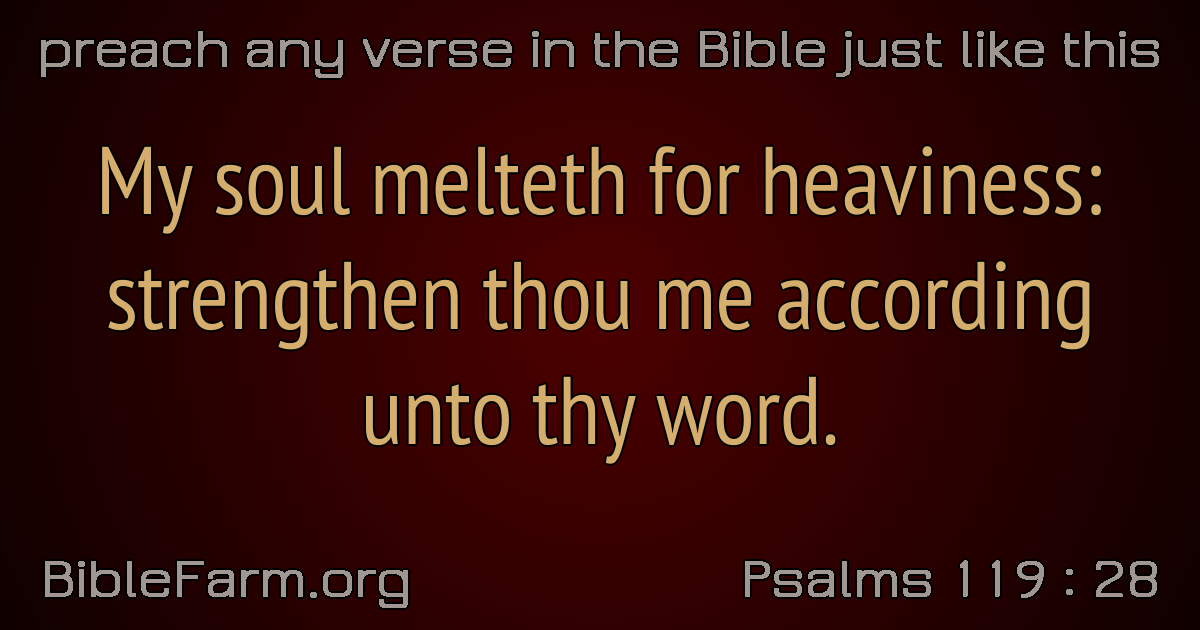 preach any verse in the Bible just like this
My soul melteth for heaviness:
strengthen thou me according
unto thy word.
BibleFarm.org
Psalms 119 : 28